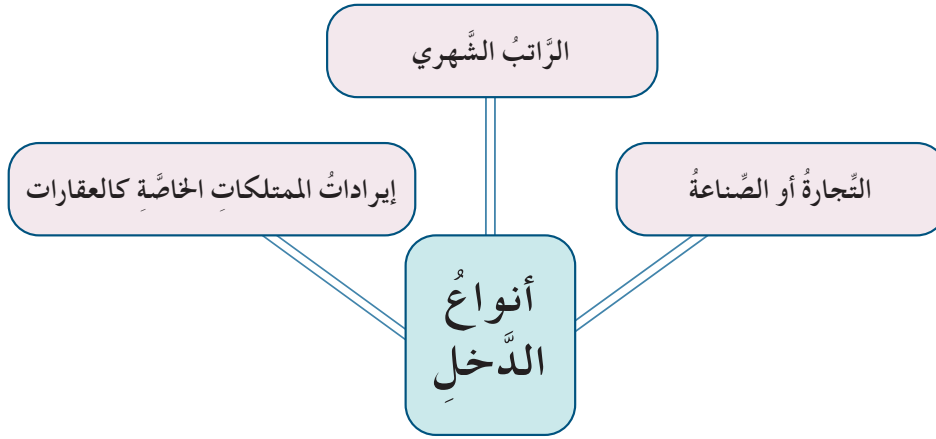 الرَّاتبُ الشَّهري
التِّجارةُ أو الصِّناعةُ
إيراداتُ الممتلكاتِ الخاصَّةِ كالعقارات
أنواعُ
الدَّخلِ